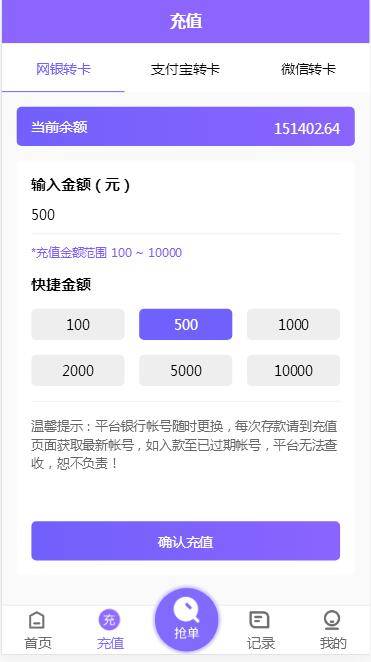 充值
网银转卡 支付宝转卡 微信转卡
当前余额 151402.64
输入金额（元）
500
*充值金额范围 100 ~ 10000
快捷金额
100 500 1000
2000 5000 10000
温馨提示：平台银行帐号随时更换，每次存款请到充值
页面获取最新帐号，如入款至已过期帐号，平台无法查
收，恕不负责！
确认充值
充
抢单
首页 充值 记录 我的